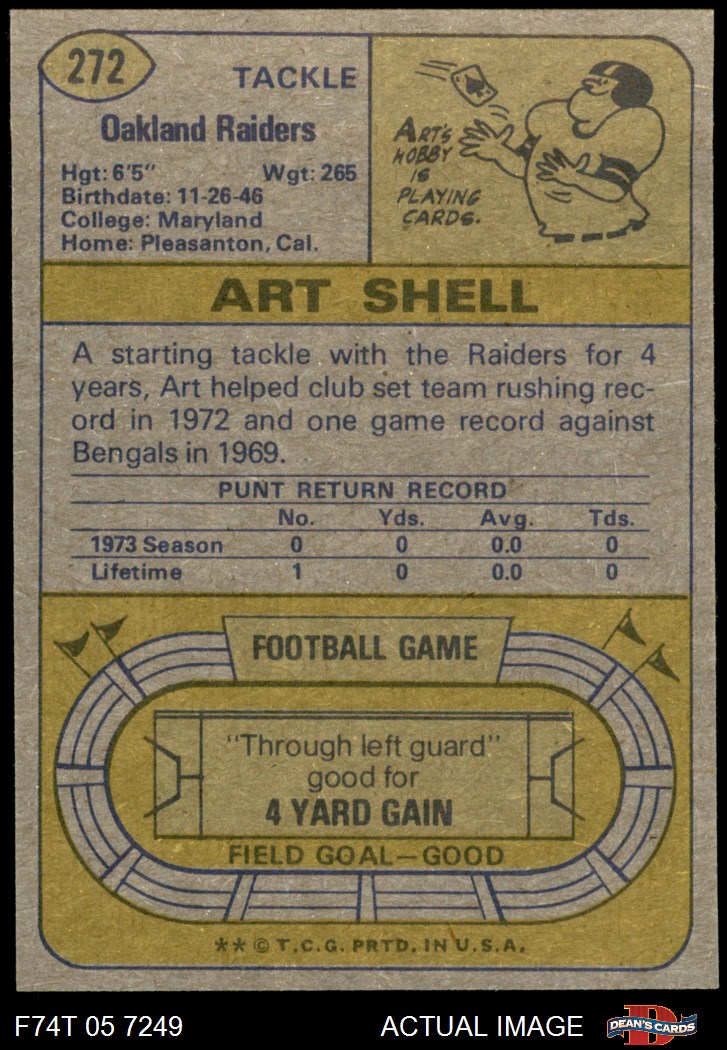 272
TACKLE
Oakland Raiders
Hgt: 6'5" Wgt: 265
Birthdate: 11-26-46
College: Maryland
Home: Pleasanton, Cal.
ART'S
HOBBY
IS
PLAYING
CARDS.
ART SHELL
A starting tackle with the Raiders for 4
years, Art helped club set team rushing rec-
ord in 1972 and one game record against
Bengals in 1969.
PUNT RETURN RECORD
No. Yds. Avg. Tds.
1973 Season 0 0 0.0 0
Lifetime 1 0 0.0 0
FOOTBALL GAME
"Through left guard"
good for
4 YARD GAIN
FIELD GOAL—GOOD
** © T.C.G. PRTD. IN U.S.A.
F74T 05 7249 ACTUAL IMAGE D DEAN'S CARDS